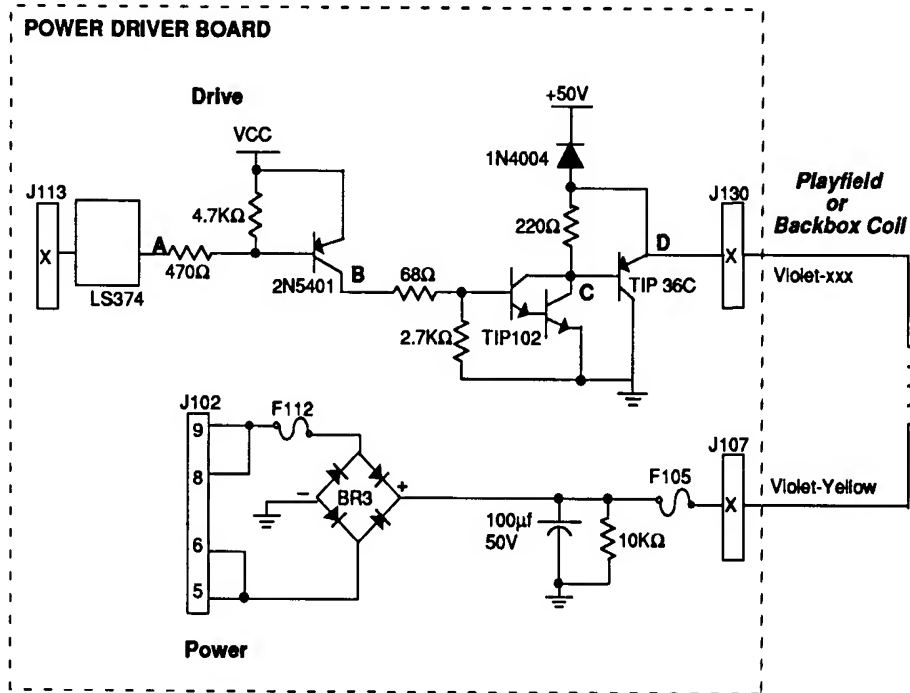 POWER DRIVER BOARD
Drive
VCC
+50V
1N4004
J113
X
LS374
A
470Ω
4.7KΩ
2N5401
B
68Ω
2.7KΩ
TIP102
220Ω
C
D
TIP 36C
J130
X
Playfield
or
Backbox Coil
Violet-xxx
J102
9
8
6
5
F112
BR3
−
+
100µf
50V
10KΩ
F105
J107
X
Violet-Yellow
Power